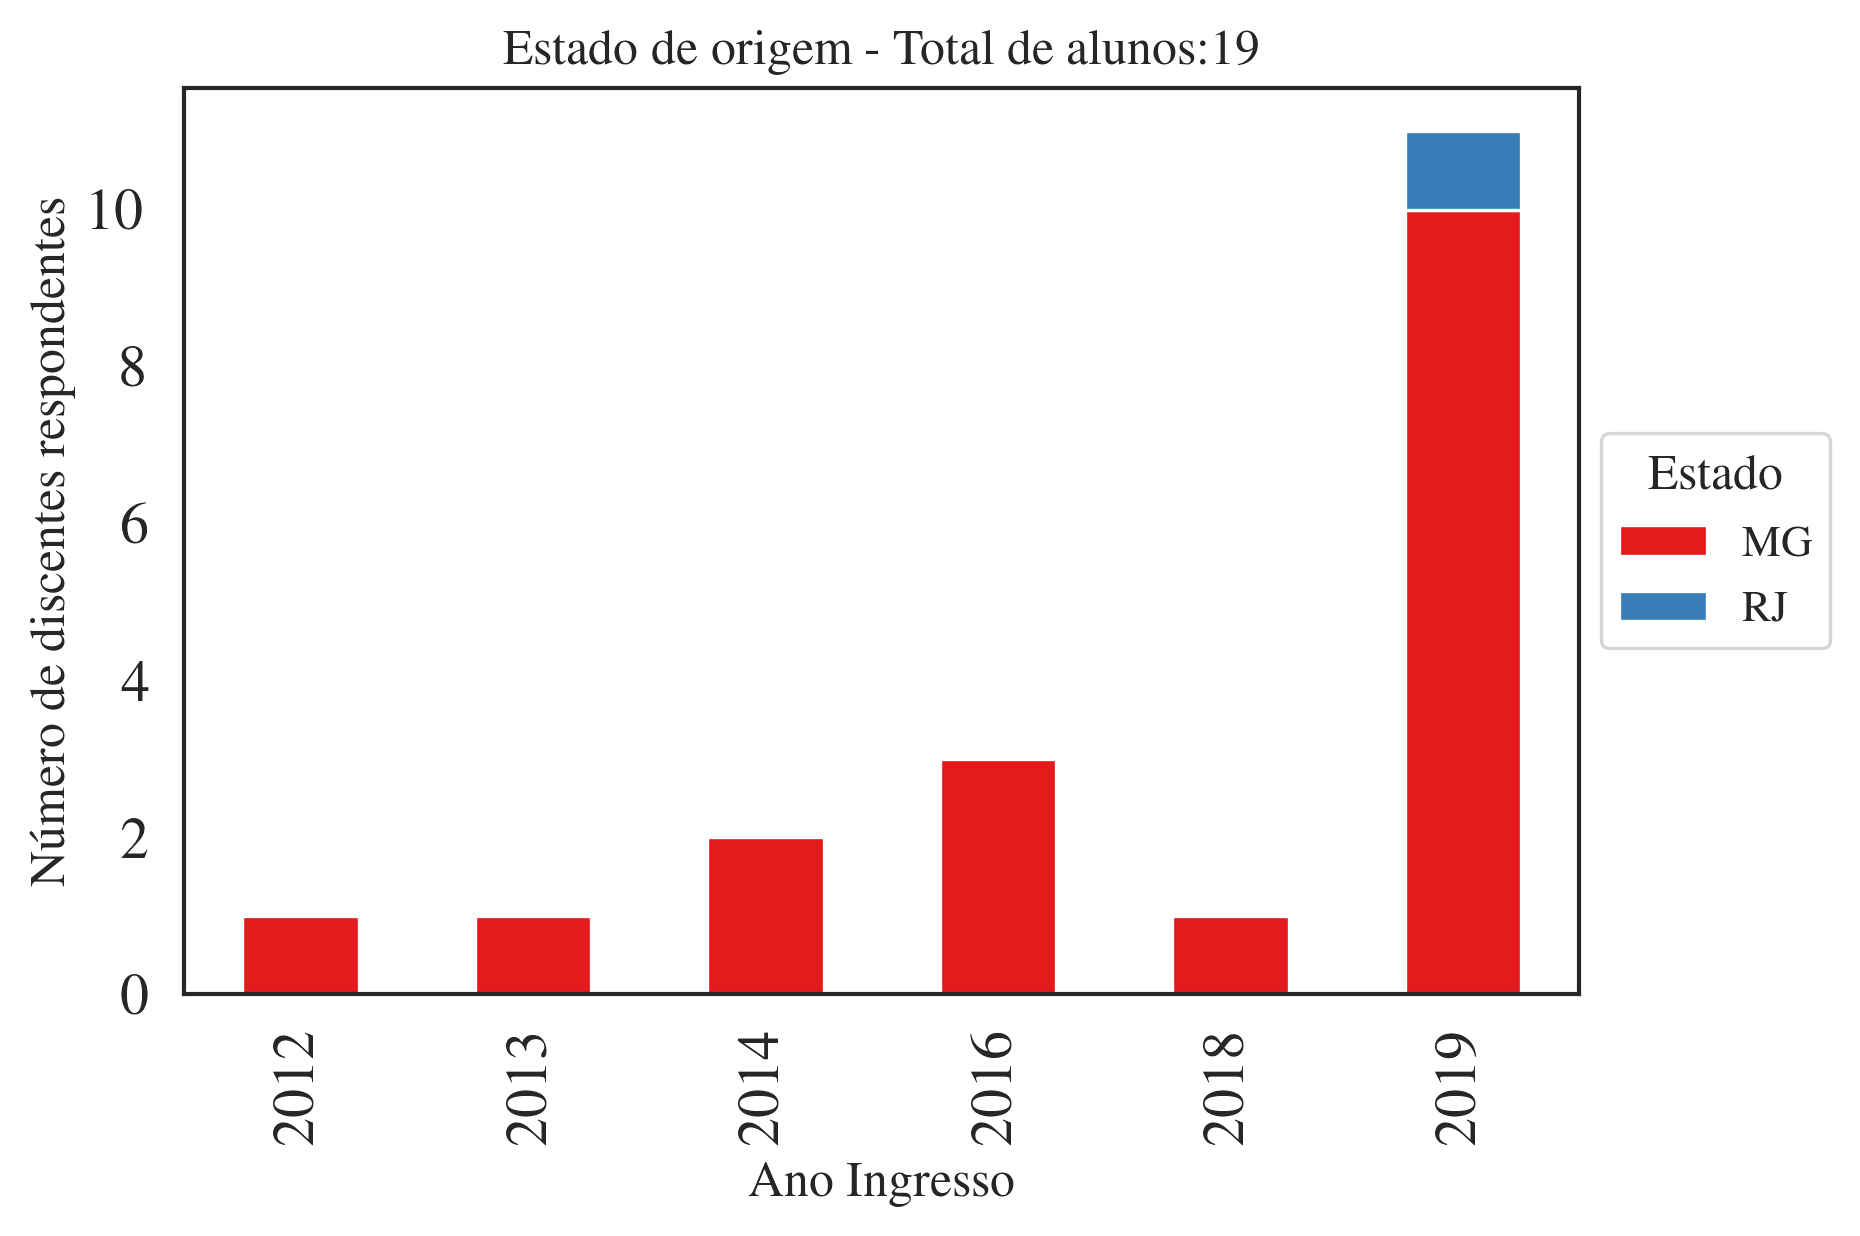 Estado de origem - Total de alunos:19
Número de discentes respondentes
10
8
6
4
2
0
2012
2013
2014
2016
2018
2019
Ano Ingresso
Estado
MG
RJ